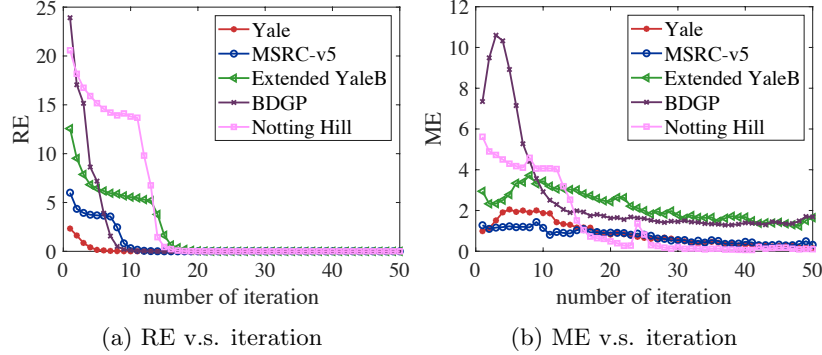 25
20
15
10
5
0
RE
Yale
MSRC-v5
Extended YaleB
BDGP
Notting Hill
0 10 20 30 40 50
number of iteration
(a) RE v.s. iteration
12
10
8
6
4
2
0
ME
Yale
MSRC-v5
Extended YaleB
BDGP
Notting Hill
0 10 20 30 40 50
number of iteration
(b) ME v.s. iteration